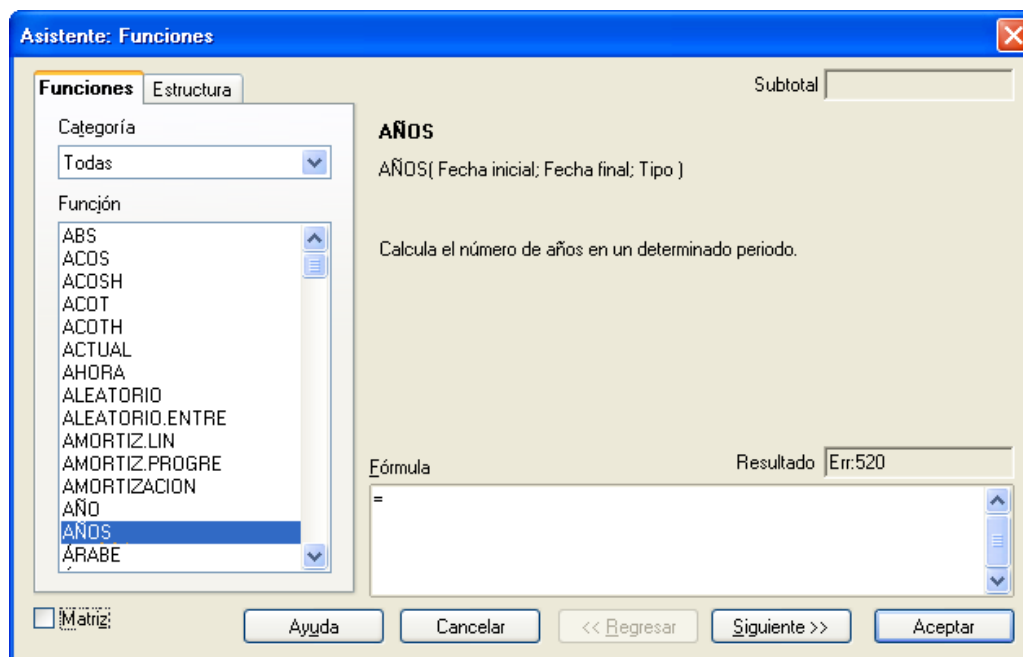 Asistente: Funciones
Funciones
Estructura
Subtotal
Categoría
Todas
AÑOS
AÑOS( Fecha inicial; Fecha final; Tipo )
Función
ABS
ACOS
ACOSH
ACOT
ACOTH
ACTUAL
AHORA
ALEATORIO
ALEATORIO.ENTRE
AMORTIZ.LIN
AMORTIZ.PROGRE
AMORTIZACION
AÑO
AÑOS
ÁRABE
Calcula el número de años en un determinado periodo.
Fórmula
Resultado Err:520
=
Matriz
Ayuda
Cancelar
<< Regresar
Siguiente >>
Aceptar